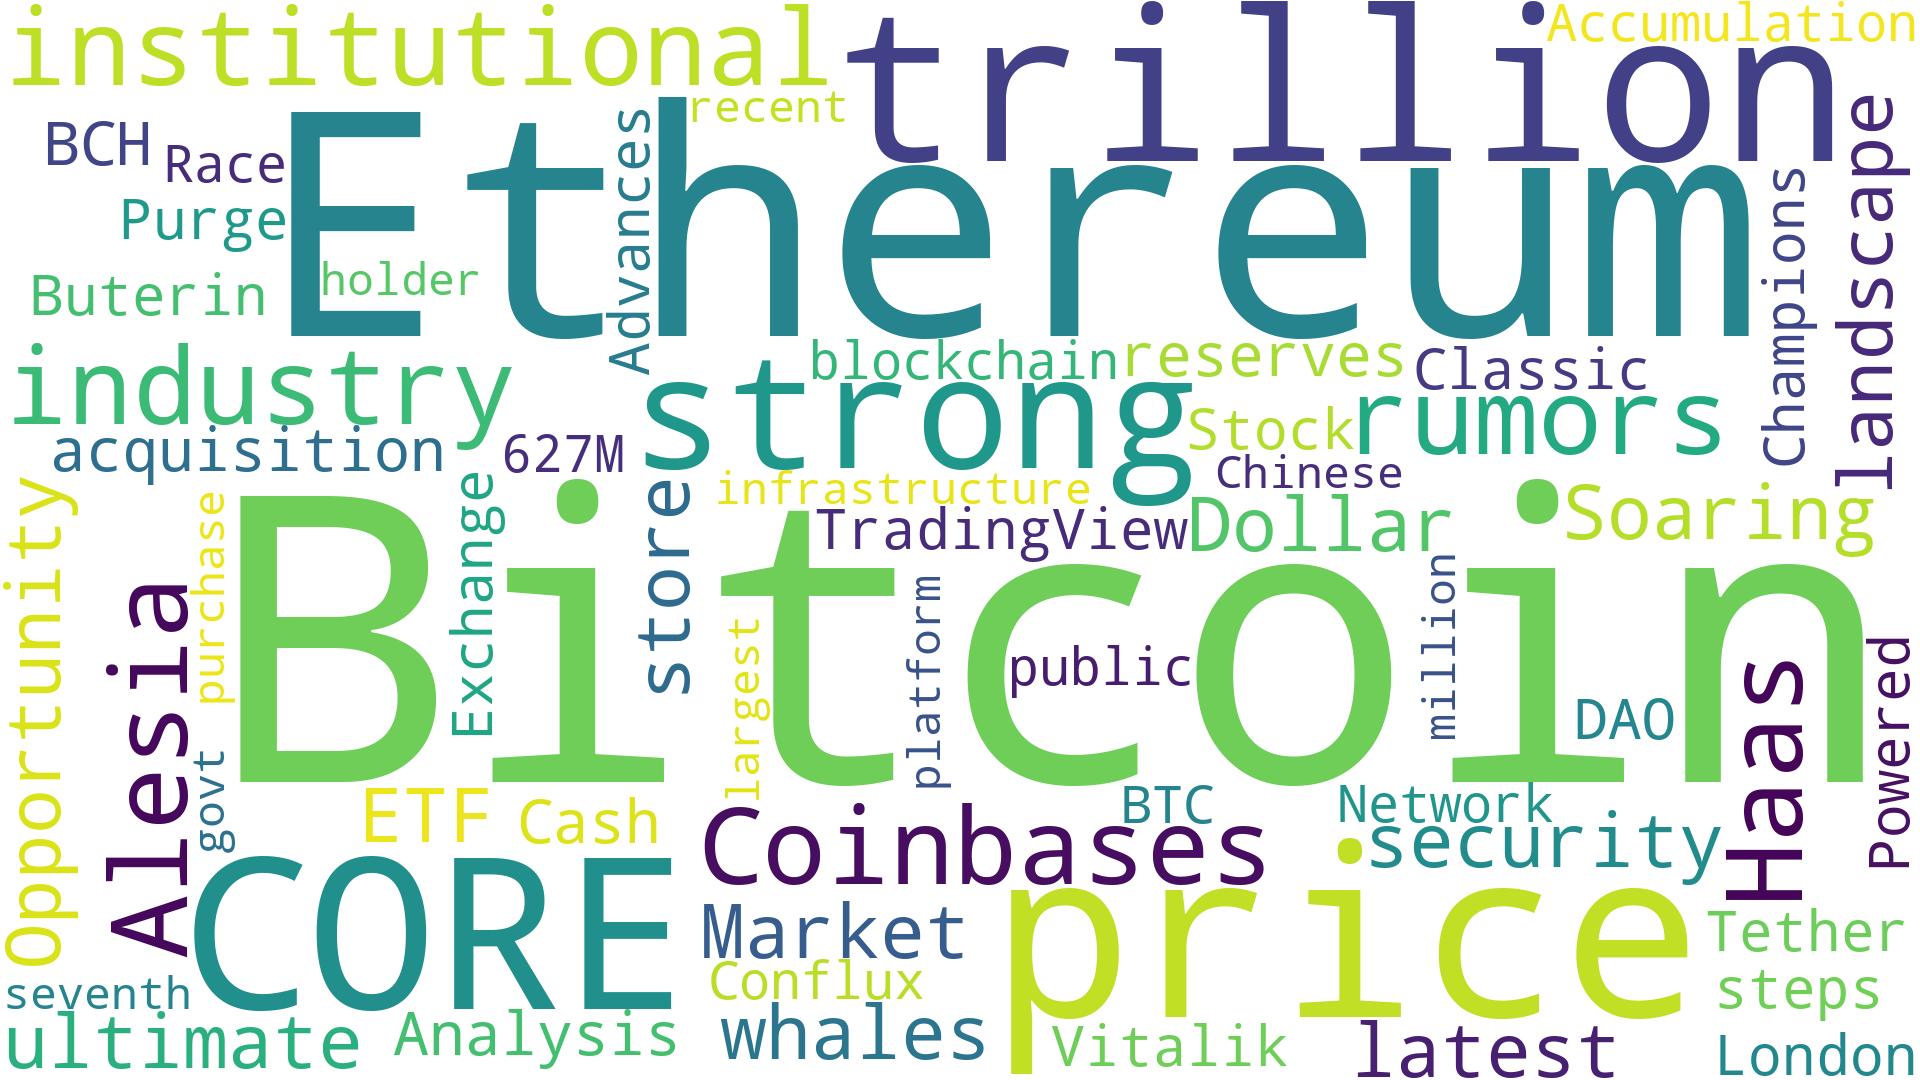 institutional
trillion
Accumulation
recent
BCH
Race
Ethereum
Advances
landscape
Purge
Champions
Buterin
holder
industry
strong
blockchain
reserves
Classic
Stock
rumors
acquisition
627M
Chinese
Opportunity
purchase
Bitcoin
Exchange
store
infrastructure
TradingView
Dollar
Soaring
Alesia
largest
platform
public
million
DAO
Haas
Powered
govt
ETF
Cash
Coinbases
BTC
Network
security
CORE
price
Market
Tether
Conflux
steps
seventh
ultimate
Analysis
whales
Vitalik
latest
London